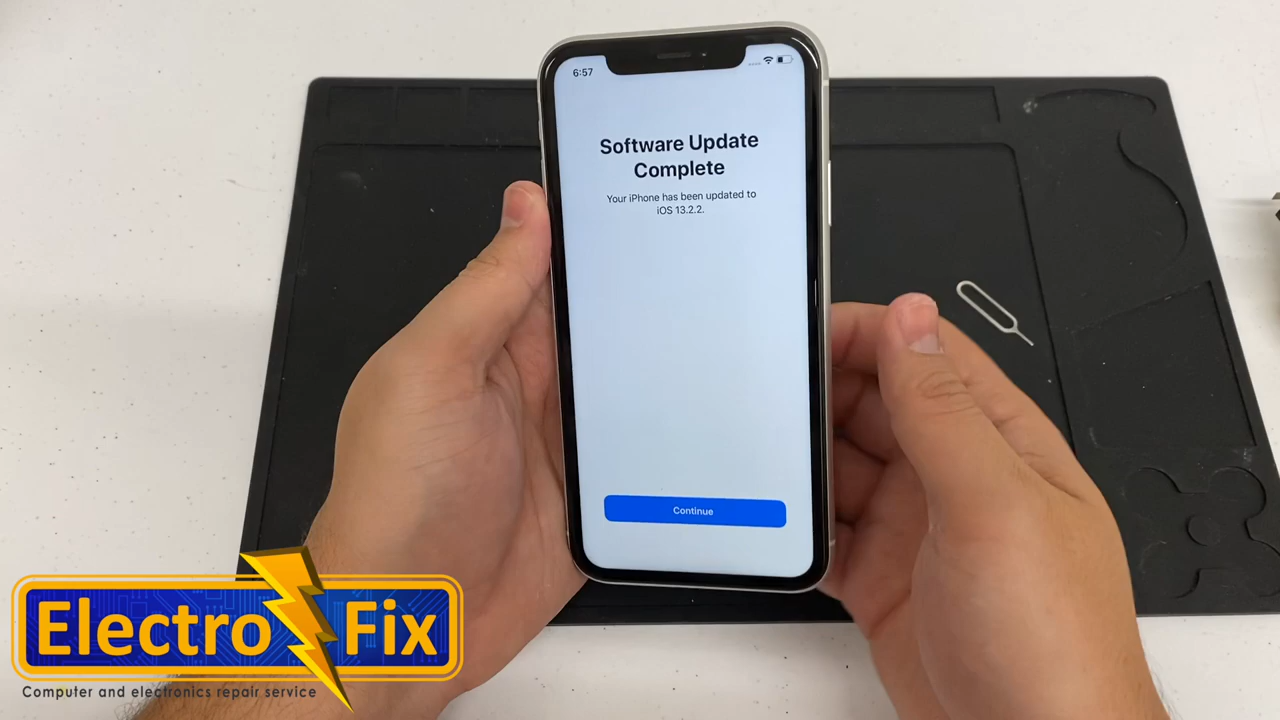 6:57
Software Update
Complete
Your iPhone has been updated to
iOS 13.2.2.
Continue
Electro Fix
Computer and electronics repair service